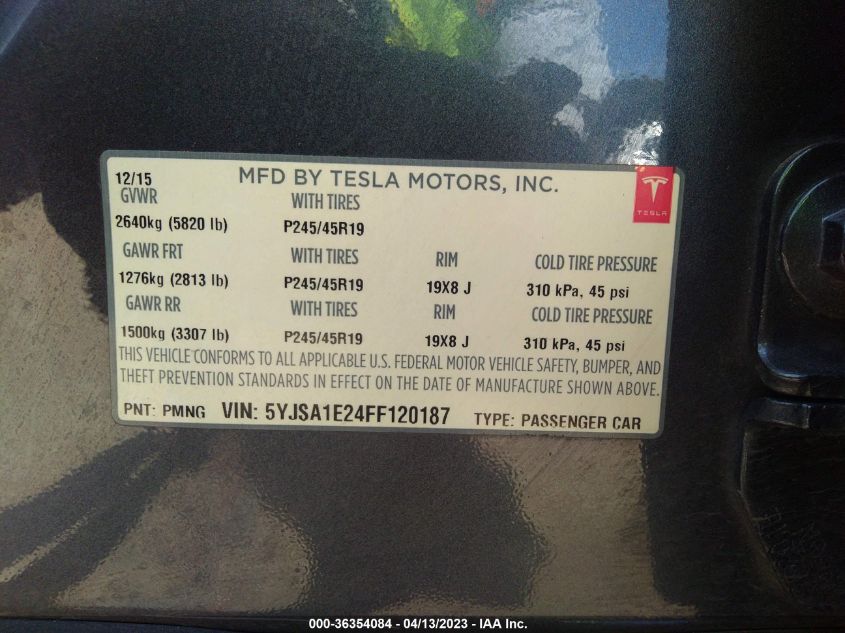 12/15 MFD BY TESLA MOTORS, INC.
TESLA
GVWR WITH TIRES
2640kg (5820 lb) P245/45R19
GAWR FRT WITH TIRES RIM COLD TIRE PRESSURE
1276kg (2813 lb) P245/45R19 19X8 J 310 kPa, 45 psi
GAWR RR WITH TIRES RIM COLD TIRE PRESSURE
1500kg (3307 lb) P245/45R19 19X8 J 310 kPa, 45 psi
THIS VEHICLE CONFORMS TO ALL APPLICABLE U.S. FEDERAL MOTOR VEHICLE SAFETY, BUMPER, AND
THEFT PREVENTION STANDARDS IN EFFECT ON THE DATE OF MANUFACTURE SHOWN ABOVE.
PNT: PMNG VIN: 5YJSA1E24FF120187 TYPE: PASSENGER CAR
000-36354084 - 04/13/2023 - IAA Inc.